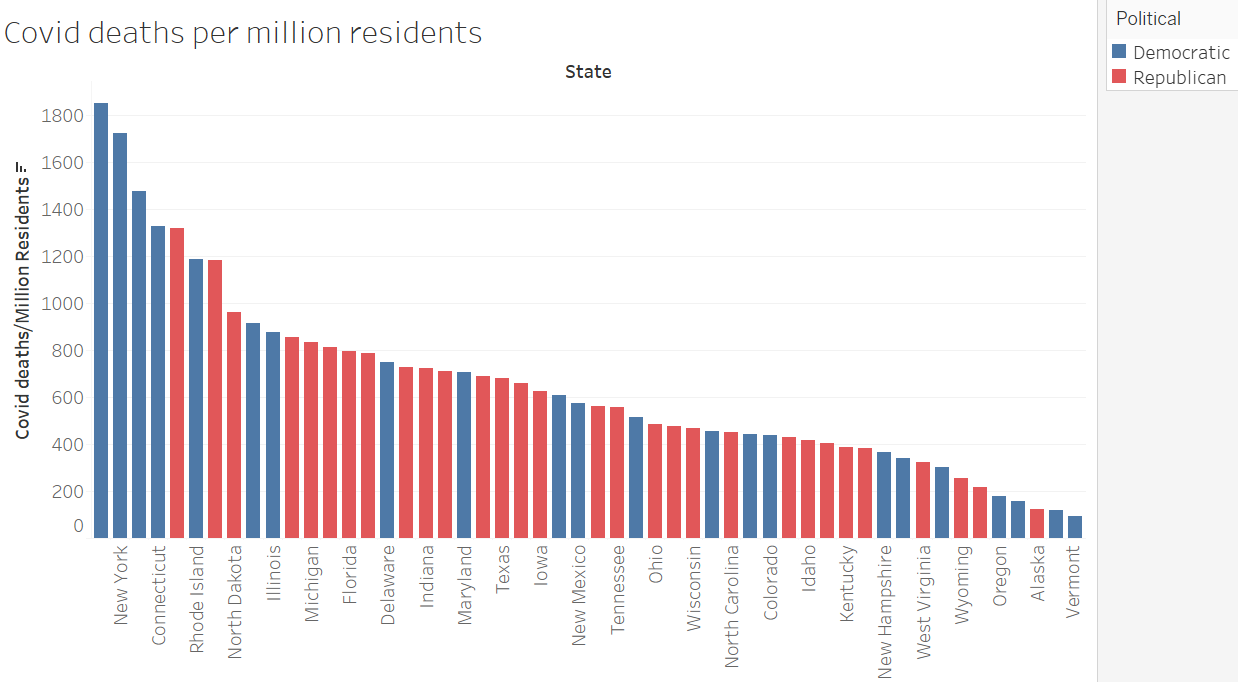 Covid deaths per million residents
State
Covid deaths/Million Residents
1800
1600
1400
1200
1000
800
600
400
200
0
New York
Connecticut
Rhode Island
North Dakota
Illinois
Michigan
Florida
Delaware
Indiana
Maryland
Texas
Iowa
New Mexico
Tennessee
Ohio
Wisconsin
North Carolina
Colorado
Idaho
Kentucky
New Hampshire
West Virginia
Wyoming
Oregon
Alaska
Vermont
Political
Democratic
Republican